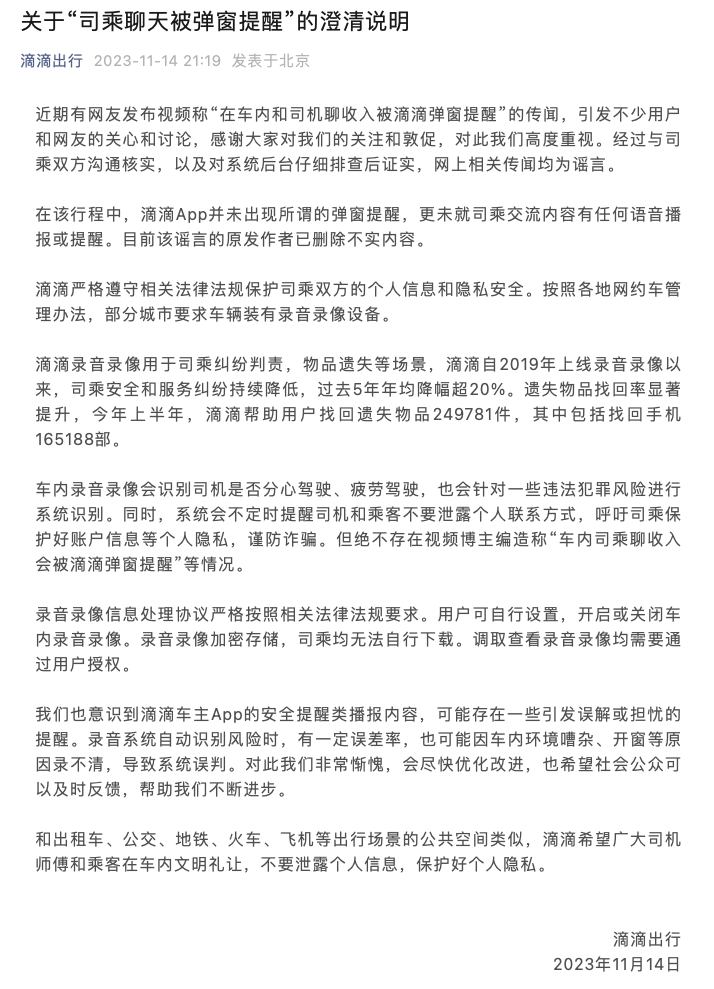 关于“司乘聊天被弹窗提醒”的澄清说明
滴滴出行 2023-11-14 21:19 发表于北京
近期有网友发布视频称“在车内和司机聊收入被滴滴弹窗提醒”的传闻，引发不少用户
和网友的关心和讨论，感谢大家对我们的关注和敦促，对此我们高度重视。经过与司
乘双方沟通核实，以及对系统后台仔细排查后证实，网上相关传闻均为谣言。
在该行程中，滴滴App并未出现所谓的弹窗提醒，更未就司乘交流内容有任何语音播
报或提醒。目前该谣言的原发作者已删除不实内容。
滴滴严格遵守相关法律法规保护司乘双方的个人信息和隐私安全。按照各地网约车管
理办法，部分城市要求车辆装有录音录像设备。
滴滴录音录像用于司乘纠纷判责，物品遗失等场景，滴滴自2019年上线录音录像以
来，司乘安全和服务纠纷持续降低，过去5年年均降幅超20%。遗失物品找回率显著
提升，今年上半年，滴滴帮助用户找回遗失物品249781件，其中包括找回手机
165188部。
车内录音录像会识别司机是否分心驾驶、疲劳驾驶，也会针对一些违法犯罪风险进行
系统识别。同时，系统会不定时提醒司机和乘客不要泄露个人联系方式，呼吁司乘保
护好账户信息等个人隐私，谨防诈骗。但绝不存在视频博主编造称“车内司乘聊收入
会被滴滴弹窗提醒”等情况。
录音录像信息处理协议严格按照相关法律法规要求。用户可自行设置，开启或关闭车
内录音录像。录音录像加密存储，司乘均无法自行下载。调取查看录音录像均需要通
过用户授权。
我们也意识到滴滴车主App的安全提醒类播报内容，可能存在一些引发误解或担忧的
提醒。录音系统自动识别风险时，有一定误差率，也可能因车内环境嘈杂、开窗等原
因录不清，导致系统误判。对此我们非常惭愧，会尽快优化改进，也希望社会公众可
以及时反馈，帮助我们不断进步。
和出租车、公交、地铁、火车、飞机等出行场景的公共空间类似，滴滴希望广大司机
师傅和乘客在车内文明礼让，不要泄露个人信息，保护好个人隐私。
滴滴出行
2023年11月14日